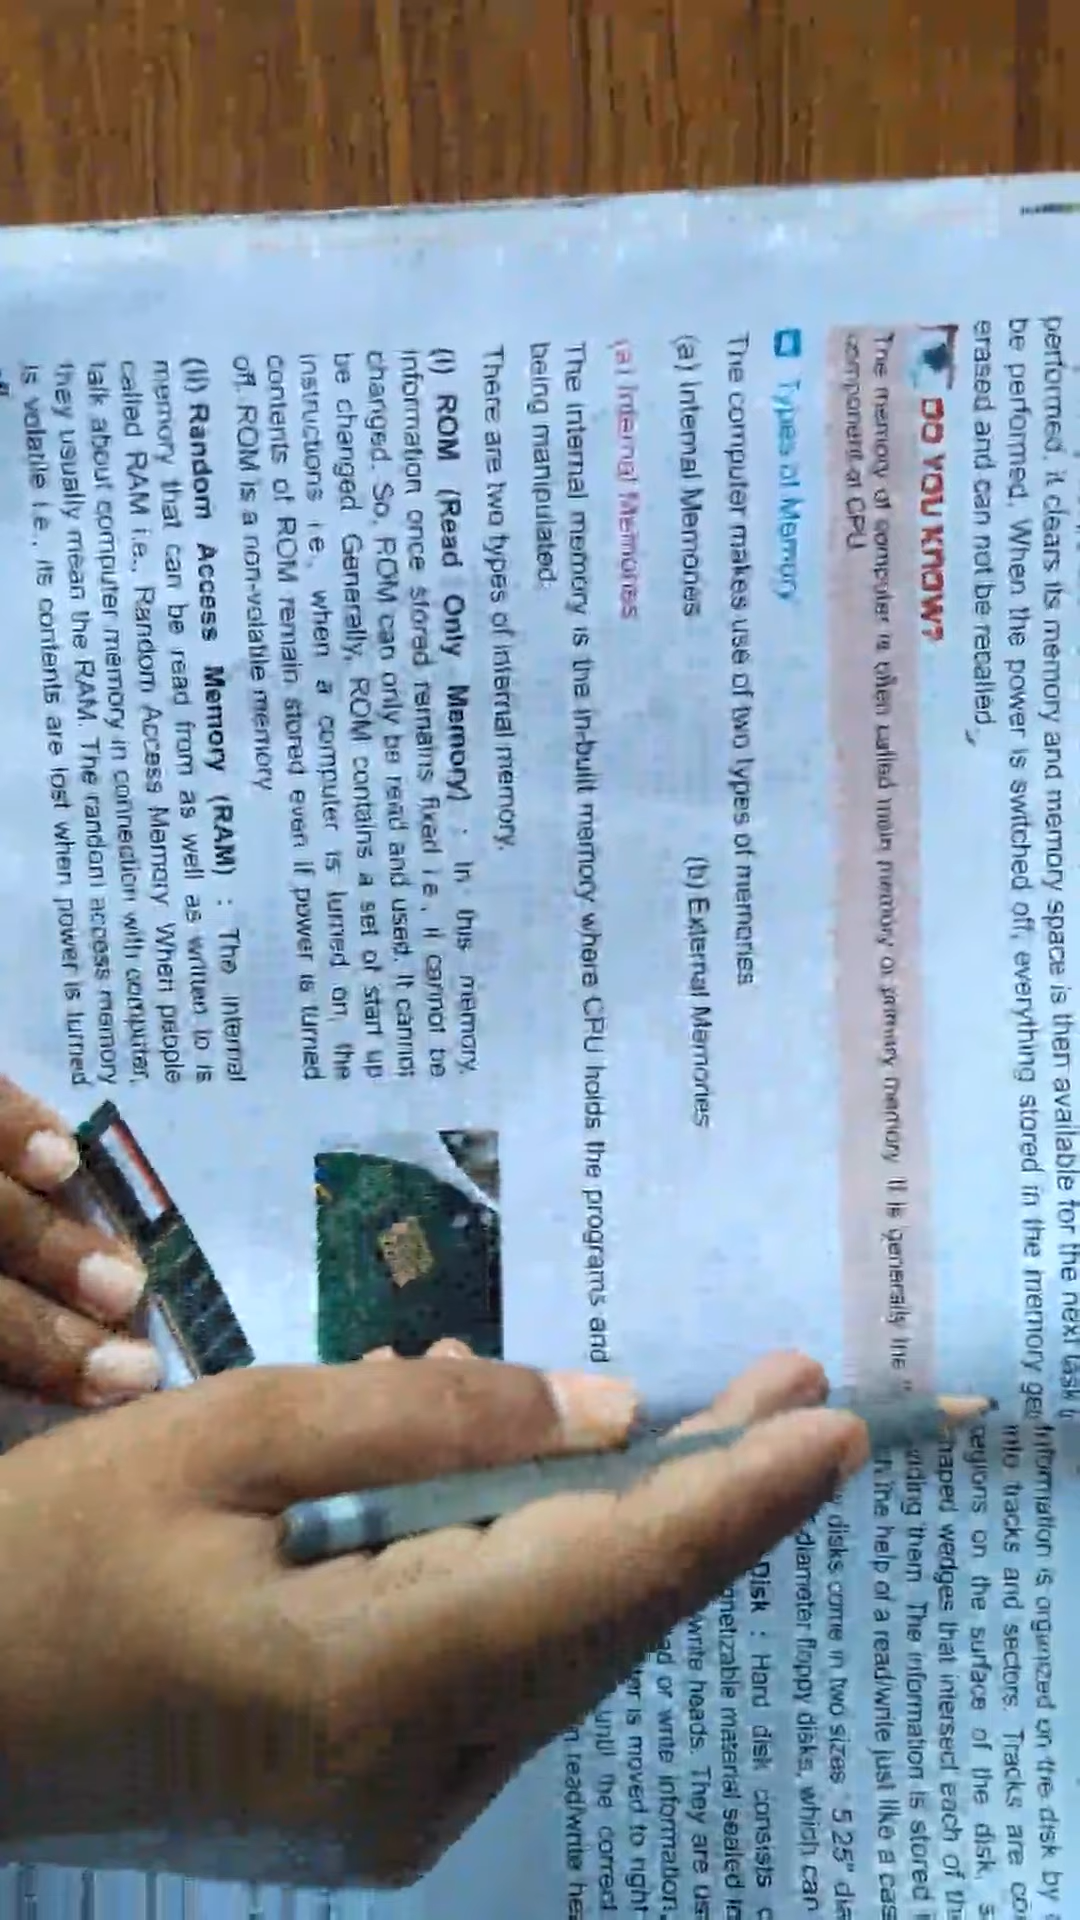 performed, it clears its memory and memory space is then available for the next task
be performed. When the power is switched off, everything stored in the memory
erased and can not be recalled.
DO YOU KNOW?
The memory of computer is often called main memory or primary memory. It is generally the
component of CPU.
Types of Memory
The computer makes use of two types of memories
(a) Internal Memories (b) External Memories
(a) Internal Memories
The internal memory is the in-built memory where CPU holds the programs and
being manipulated.
There are two types of internal memory.
(i) ROM (Read Only Memory) : In this memory,
information once stored remains fixed i.e., it cannot be
changed. So, ROM can only be read and used. It cannot
be changed. Generally, ROM contains a set of start up
instructions i.e., when a computer is turned on, the
contents of ROM remain stored even if power is turned
off. ROM is a non-volatile memory
(ii) Random Access Memory (RAM) : The internal
memory that can be read from as well as written to is
called RAM i.e., Random Access Memory. When people
talk about computer memory in connection with computer,
they usually mean the RAM. The random access memory
is volatile i.e., its contents are lost when power is turned
information is organized on the disk by
into tracks and sectors. Tracks are
regions on the surface of the disk,
wedges that intersect each of
them. The information is stored
the help of a read/write just like a
disks come in two sizes 5.25"
diameter floppy disks, which can
Disk : Hard disk consists
material sealed
write heads. They are
or write information.
is moved to right
until the correct
read/write